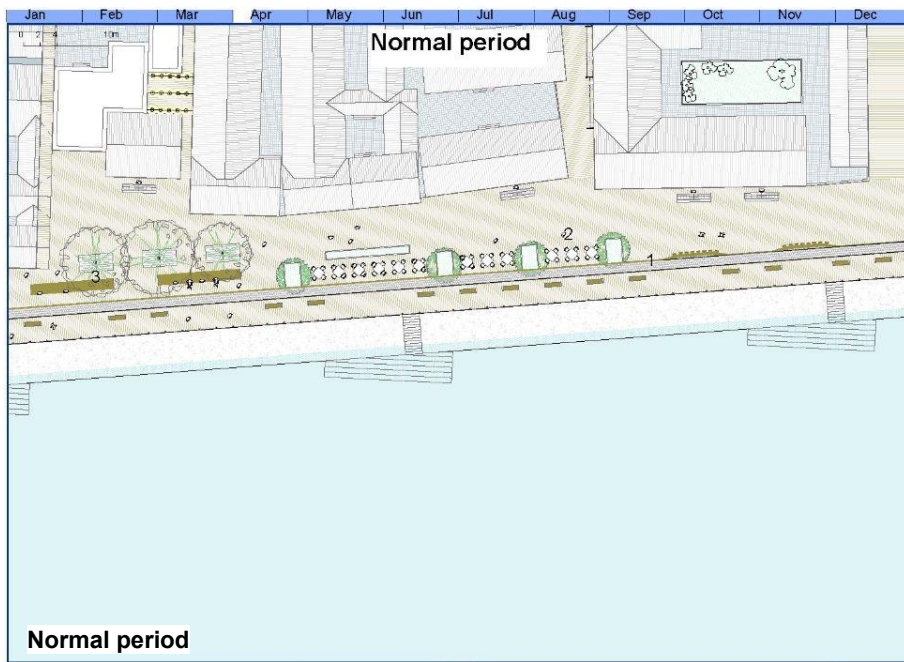 Jan Feb Mar Apr May Jun Jul Aug Sep Oct Nov Dec
0 2 4 10m
Normal period
2
1
3
Normal period